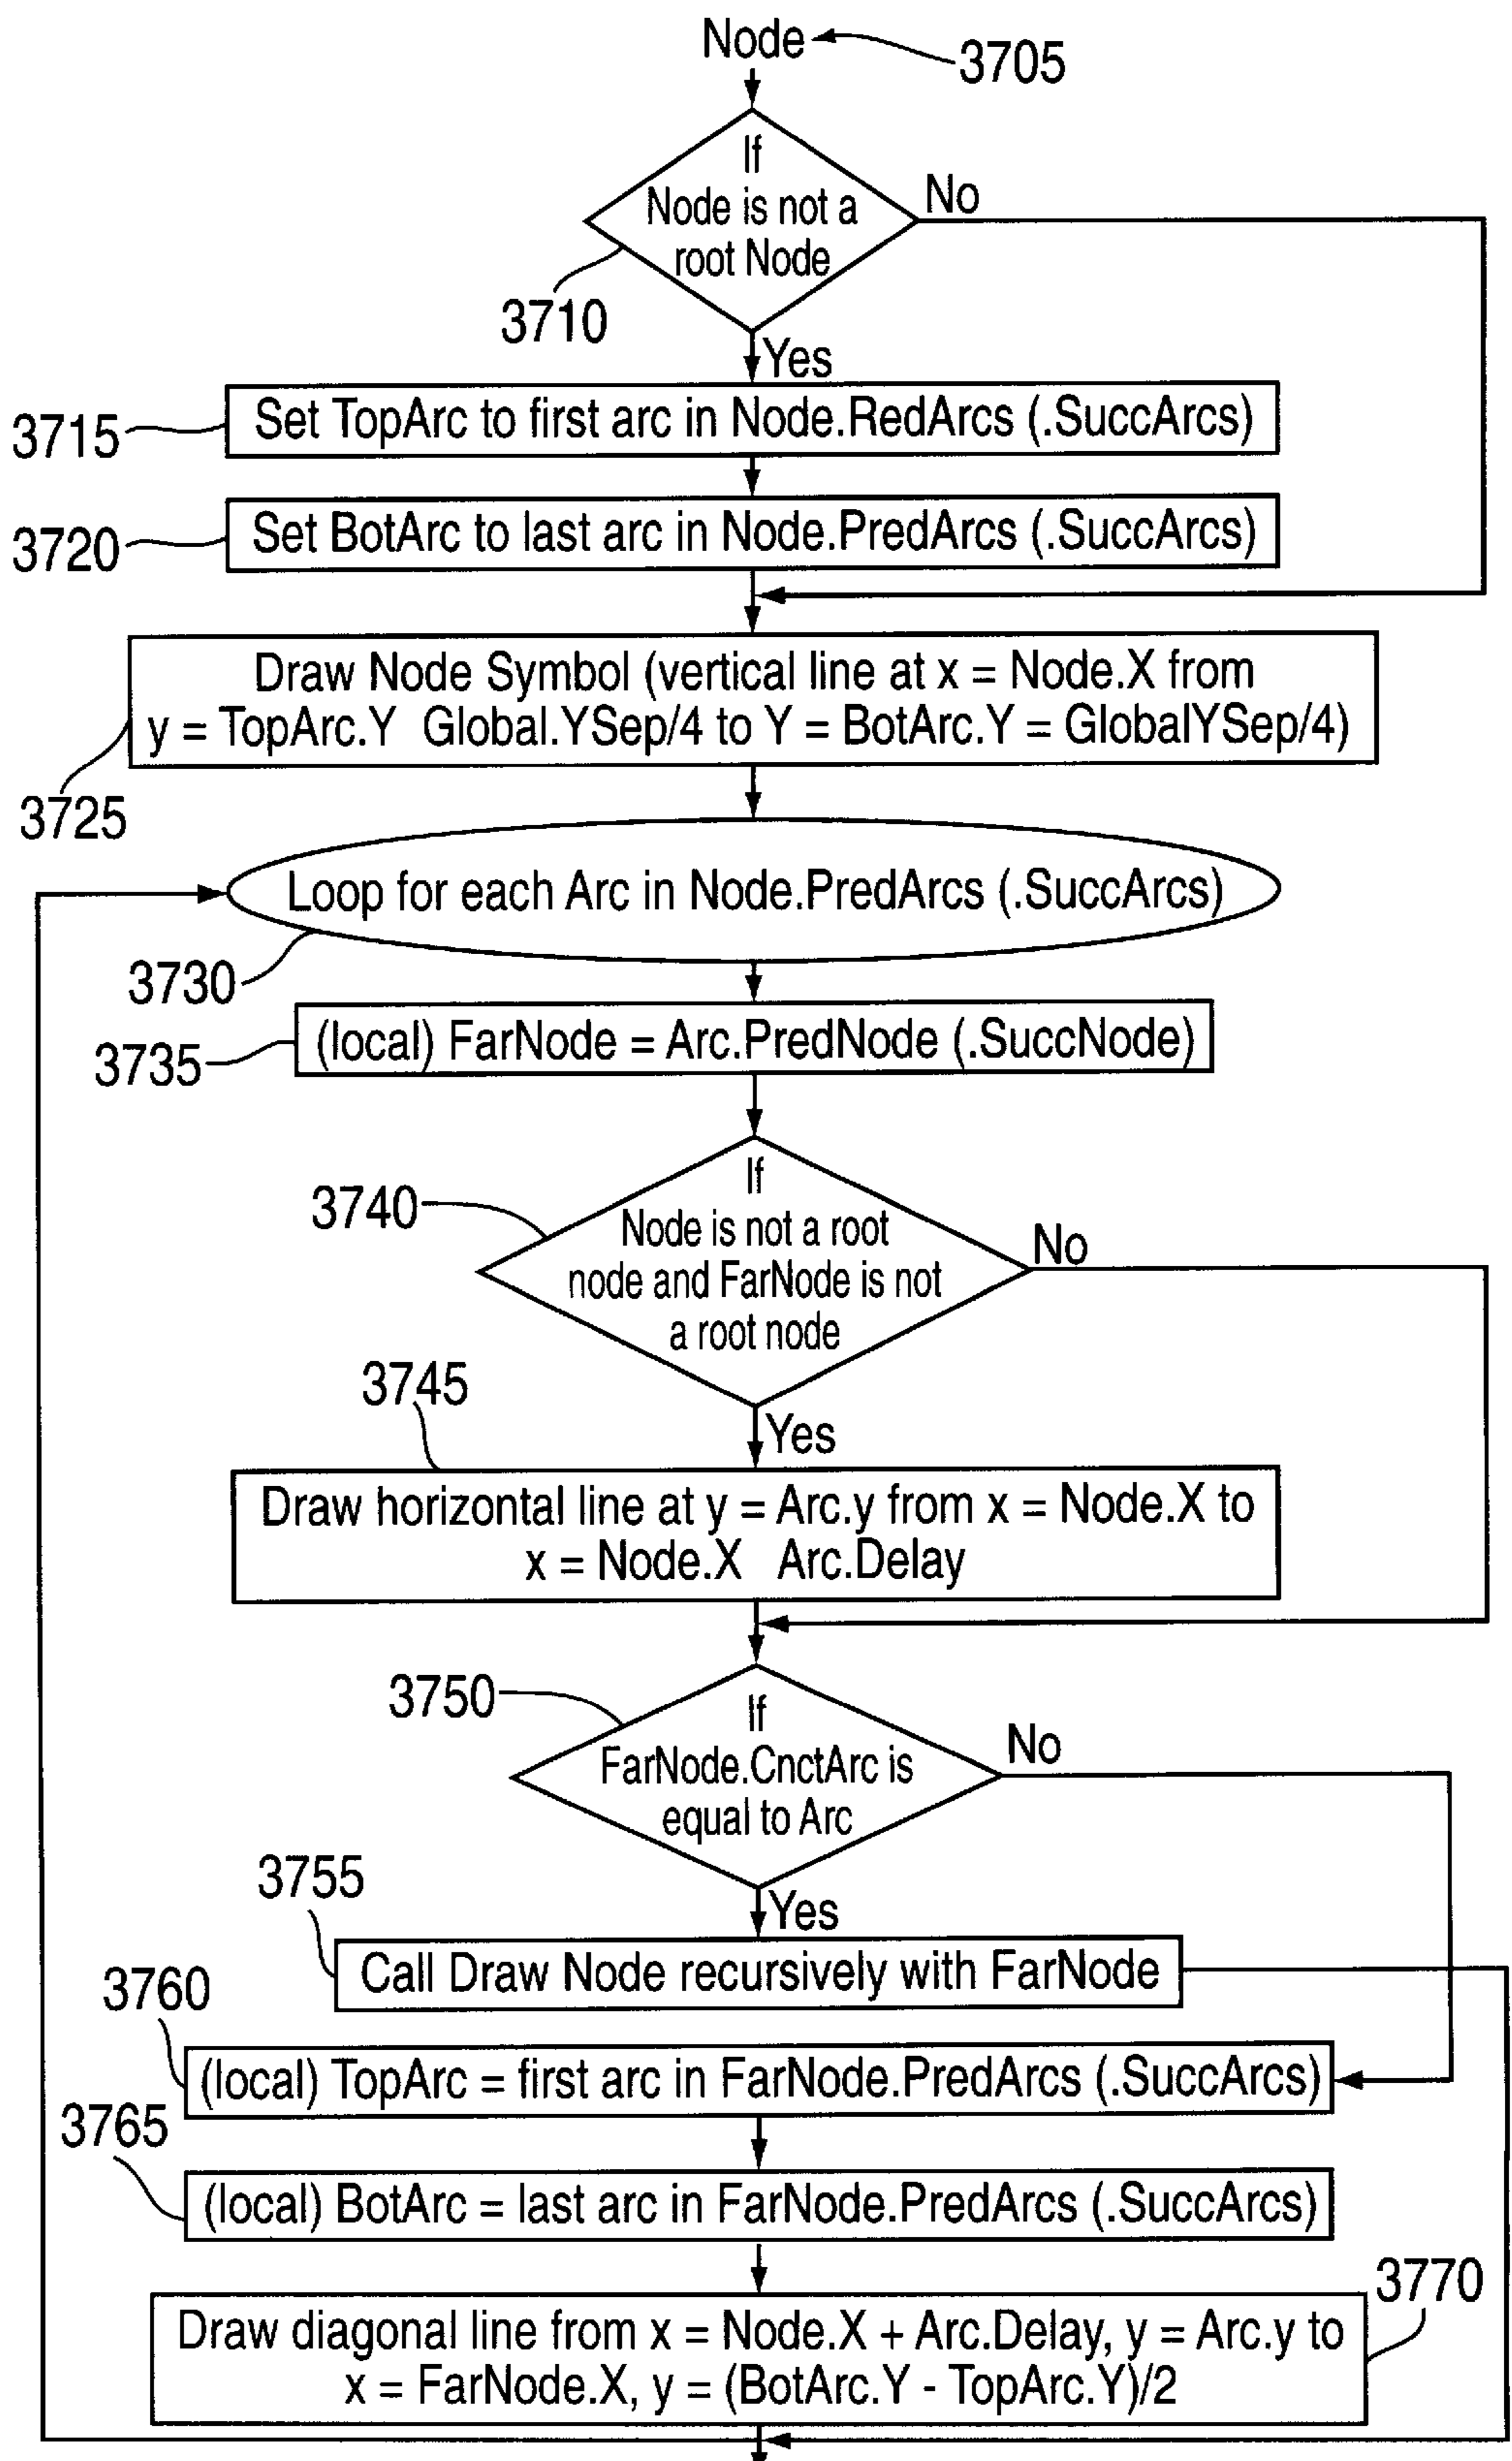 Node
3705
If
Node is not a
root Node
No
3710
Yes
3715
Set TopArc to first arc in Node.RedArcs (.SuccArcs)
3720
Set BotArc to last arc in Node.PredArcs (.SuccArcs)
Draw Node Symbol (vertical line at x = Node.X from
y = TopArc.Y Global.YSep/4 to Y = BotArc.Y = GlobalYSep/4)
3725
Loop for each Arc in Node.PredArcs (.SuccArcs)
3730
(local) FarNode = Arc.PredNode (.SuccNode)
3735
If
3740
Node is not a root
node and FarNode is not
a root node
No
3745
Yes
Draw horizontal line at y = Arc.y from x = Node.X to
x = Node.X Arc.Delay
3750
If
FarNode.CnctArc is
equal to Arc
No
3755
Yes
Call Draw Node recursively with FarNode
3760
(local) TopArc = first arc in FarNode.PredArcs (.SuccArcs)
3765
(local) BotArc = last arc in FarNode.PredArcs (.SuccArcs)
3770
Draw diagonal line from x = Node.X + Arc.Delay, y = Arc.y to
x = FarNode.X, y = (BotArc.Y - TopArc.Y)/2